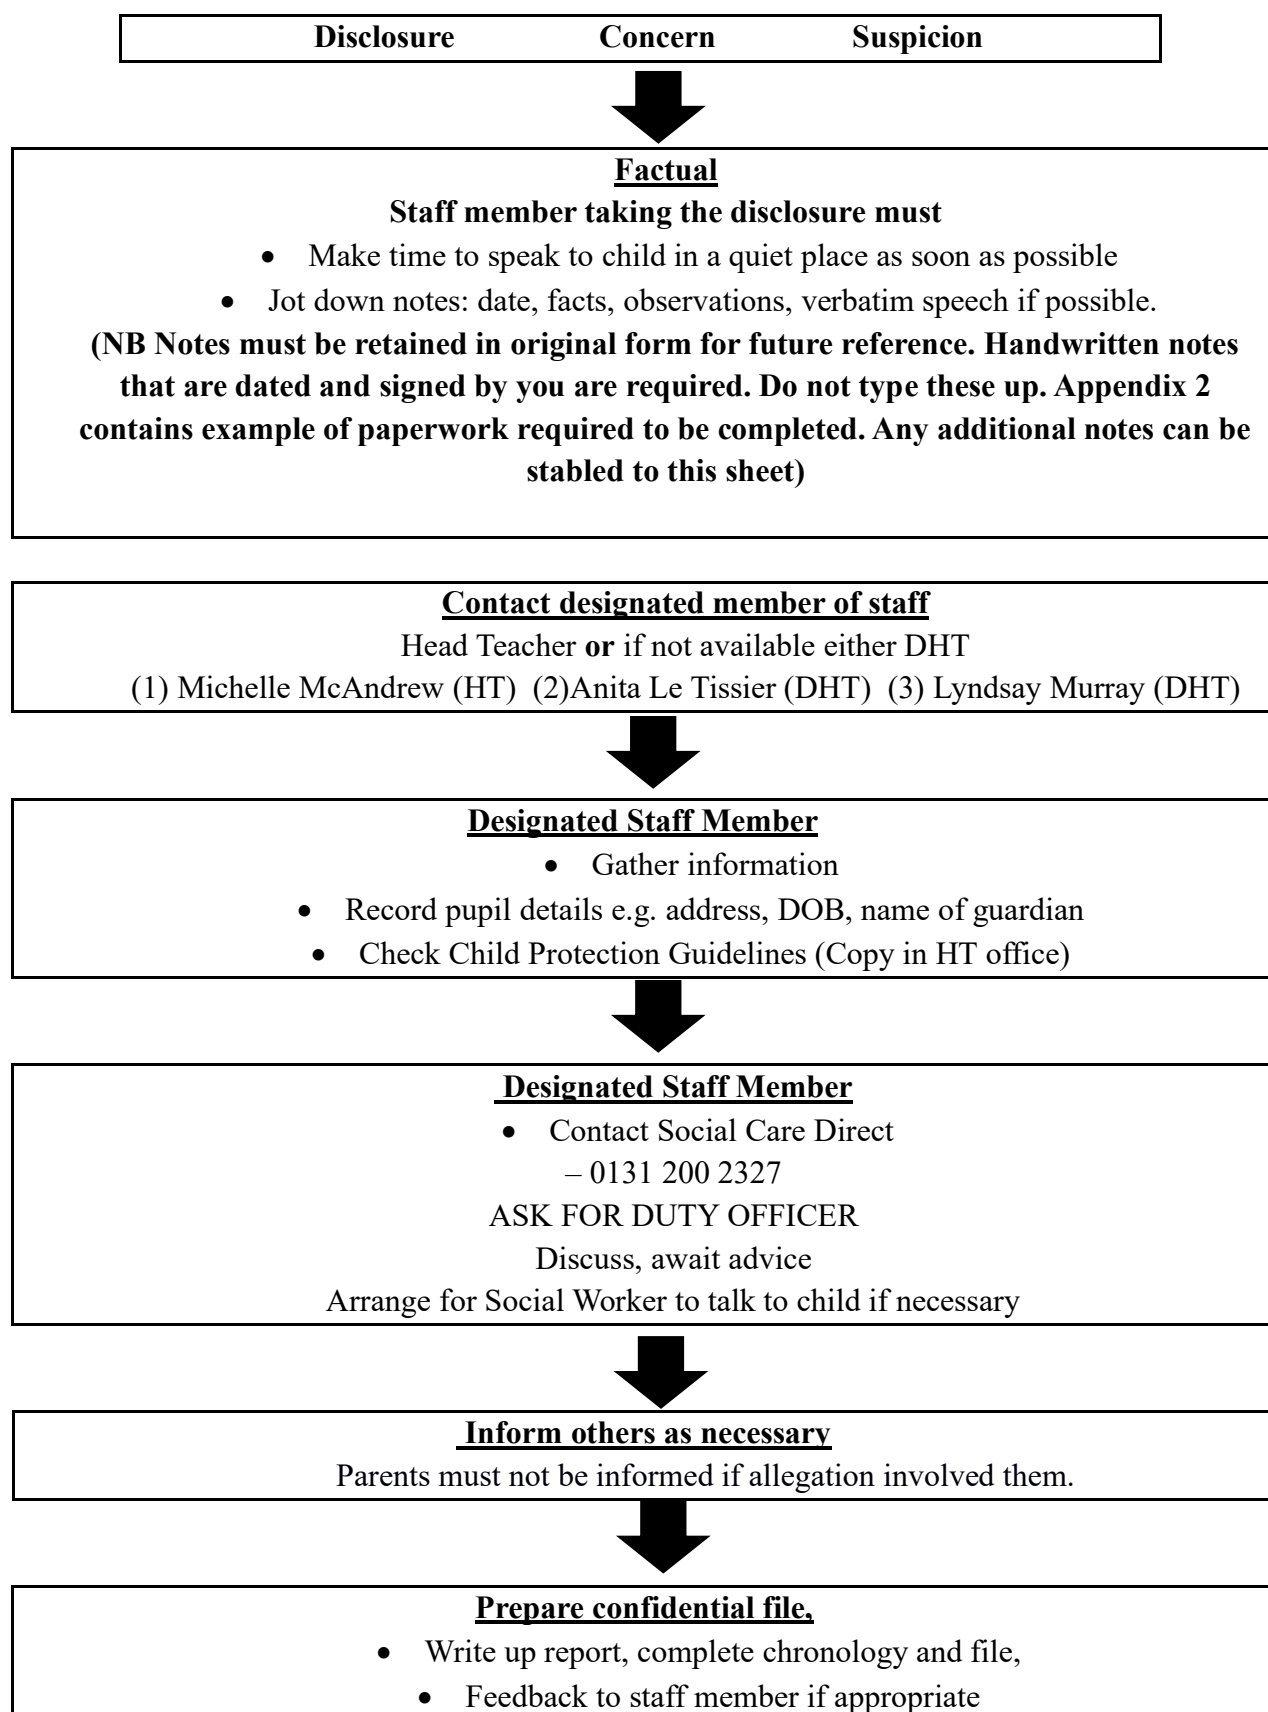 Disclosure Concern Suspicion
Factual
Staff member taking the disclosure must
• Make time to speak to child in a quiet place as soon as possible
• Jot down notes: date, facts, observations, verbatim speech if possible.
(NB Notes must be retained in original form for future reference. Handwritten notes
that are dated and signed by you are required. Do not type these up. Appendix 2
contains example of paperwork required to be completed. Any additional notes can be
stabled to this sheet)
Contact designated member of staff
Head Teacher or if not available either DHT
(1) Michelle McAndrew (HT) (2)Anita Le Tissier (DHT) (3) Lyndsay Murray (DHT)
Designated Staff Member
• Gather information
• Record pupil details e.g. address, DOB, name of guardian
• Check Child Protection Guidelines (Copy in HT office)
Designated Staff Member
• Contact Social Care Direct
– 0131 200 2327
ASK FOR DUTY OFFICER
Discuss, await advice
Arrange for Social Worker to talk to child if necessary
Inform others as necessary
Parents must not be informed if allegation involved them.
Prepare confidential file,
• Write up report, complete chronology and file,
• Feedback to staff member if appropriate